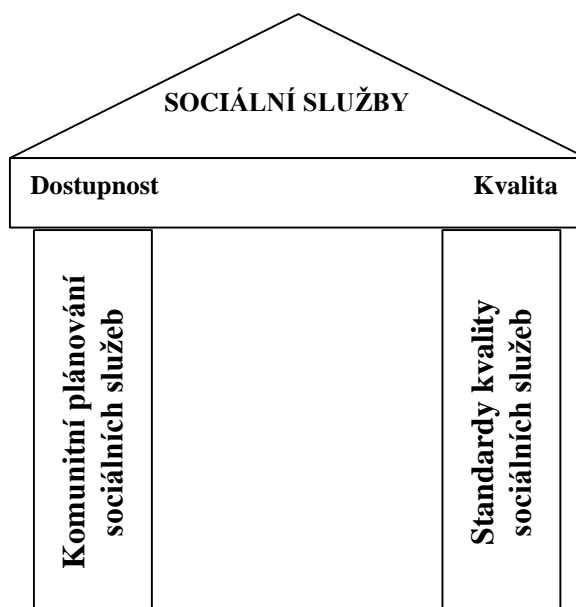 SOCIÁLNÍ SLUŽBY
Dostupnost
Kvalita
Komunitní plánování
sociálních služeb
Standardy kvality
sociálních služeb